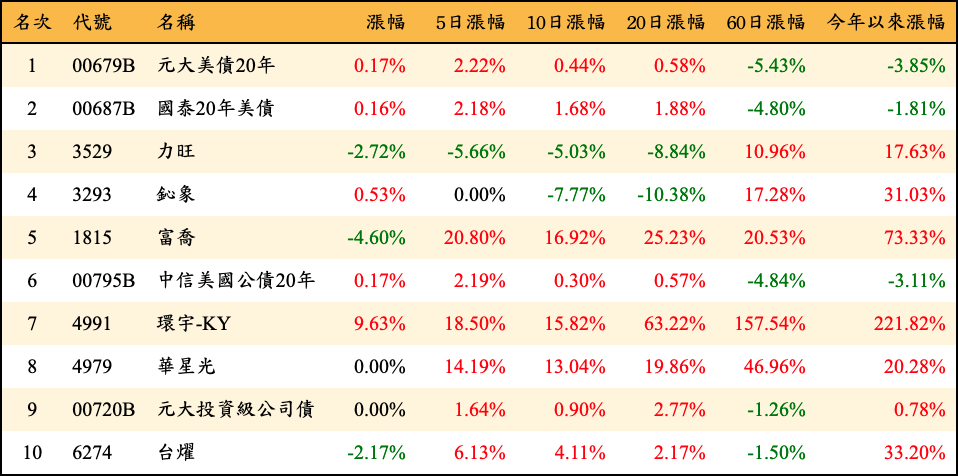 名次 代號 名稱 漲幅 5日漲幅 10日漲幅 20日漲幅 60日漲幅 今年以來漲幅
1 00679B 元大美債20年 0.17% 2.22% 0.44% 0.58% -5.43% -3.85%
2 00687B 國泰20年美債 0.16% 2.18% 1.68% 1.88% -4.80% -1.81%
3 3529 力旺 -2.72% -5.66% -5.03% -8.84% 10.96% 17.63%
4 3293 鈊象 0.53% 0.00% -7.77% -10.38% 17.28% 31.03%
5 1815 富喬 -4.60% 20.80% 16.92% 25.23% 20.53% 73.33%
6 00795B 中信美國公債20年 0.17% 2.19% 0.30% 0.57% -4.84% -3.11%
7 4991 環宇-KY 9.63% 18.50% 15.82% 63.22% 157.54% 221.82%
8 4979 華星光 0.00% 14.19% 13.04% 19.86% 46.96% 20.28%
9 00720B 元大投資級公司債 0.00% 1.64% 0.90% 2.77% -1.26% 0.78%
10 6274 台燿 -2.17% 6.13% 4.11% 2.17% -1.50% 33.20%